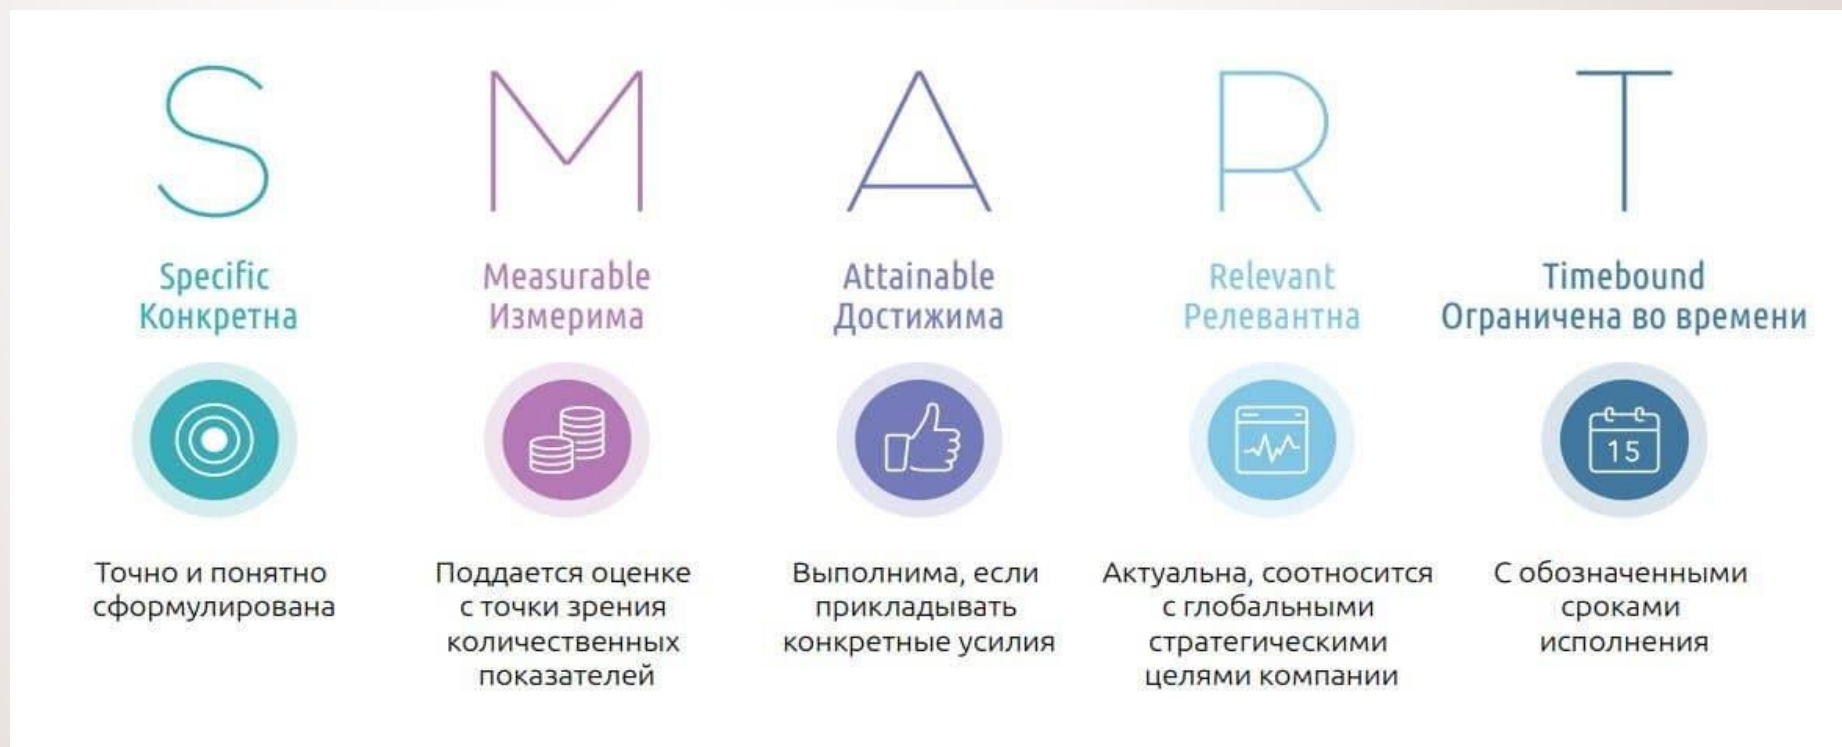 S
Specific
Конкретна
Точно и понятно
сформулирована
M
Measurable
Измерима
Поддается оценке
с точки зрения
количественных
показателей
A
Attainable
Достижима
Выполнима, если
прикладывать
конкретные усилия
R
Relevant
Релевантна
Актуальна, соотносится
с глобальными
стратегическими
целями компании
T
Timebound
Ограничена во времени
15
С обозначенными
сроками
исполнения